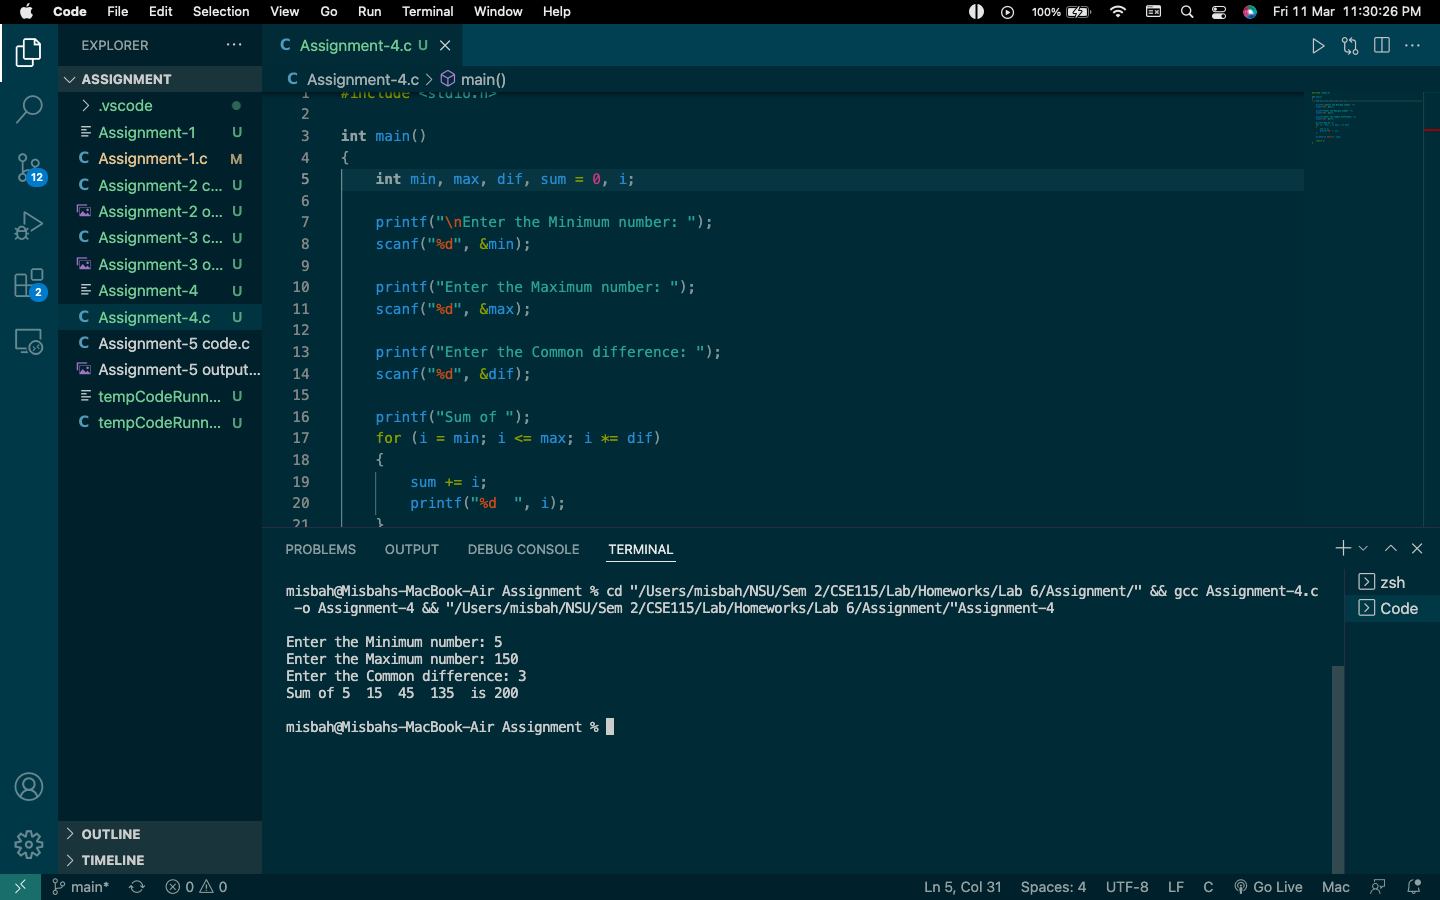 Code File Edit Selection View Go Run Terminal Window Help 100% Fri 11 Mar 11:30:26 PM
EXPLORER ···
ASSIGNMENT
.vscode
Assignment-1 U
C Assignment-1.c M
C Assignment-2 c... U
Assignment-2 o... U
C Assignment-3 c... U
Assignment-3 o... U
Assignment-4 U
C Assignment-4.c U
C Assignment-5 code.c
Assignment-5 output...
tempCodeRunn... U
C tempCodeRunn... U
OUTLINE
TIMELINE
12
2
C Assignment-4.c U
C Assignment-4.c > main()
1 #include <stdio.h>
2
3 int main()
4 {
5 int min, max, dif, sum = 0, i;
6
7 printf("\nEnter the Minimum number: ");
8 scanf("%d", &min);
9
10 printf("Enter the Maximum number: ");
11 scanf("%d", &max);
12
13 printf("Enter the Common difference: ");
14 scanf("%d", &dif);
15
16 printf("Sum of ");
17 for (i = min; i <= max; i *= dif)
18 {
19 sum += i;
20 printf("%d  ", i);
21 }
PROBLEMS OUTPUT DEBUG CONSOLE TERMINAL
misbah@Misbahs-MacBook-Air Assignment % cd "/Users/misbah/NSU/Sem 2/CSE115/Lab/Homeworks/Lab 6/Assignment/" && gcc Assignment-4.c
-o Assignment-4 && "/Users/misbah/NSU/Sem 2/CSE115/Lab/Homeworks/Lab 6/Assignment/"Assignment-4
Enter the Minimum number: 5
Enter the Maximum number: 150
Enter the Common difference: 3
Sum of 5  15  45  135  is 200
misbah@Misbahs-MacBook-Air Assignment %
zsh
Code
main* 0 0 Ln 5, Col 31 Spaces: 4 UTF-8 LF C Go Live Mac